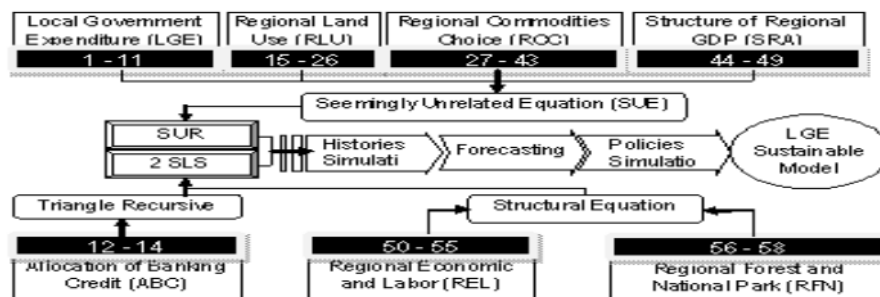 Local Government
Expenditure (LGE)
1 - 11
Regional Land
Use (RLU)
15 - 26
Regional Commodities
Choice (RCC)
27 - 43
Structure of Regional
GDP (SRA)
44 - 49
Seemingly Unrelated Equation (SUE)
SUR
2 SLS
Histories
Simulati
Forecasting
Policies
Simulatio
LGE
Sustainable
Model
Triangle Recursive
Structural Equation
12 - 14
Allocation of Banking
Credit (ABC)
50 - 55
Regional Economic
and Labor (REL)
56 - 58
Regional Forest and
National Park (RFN)